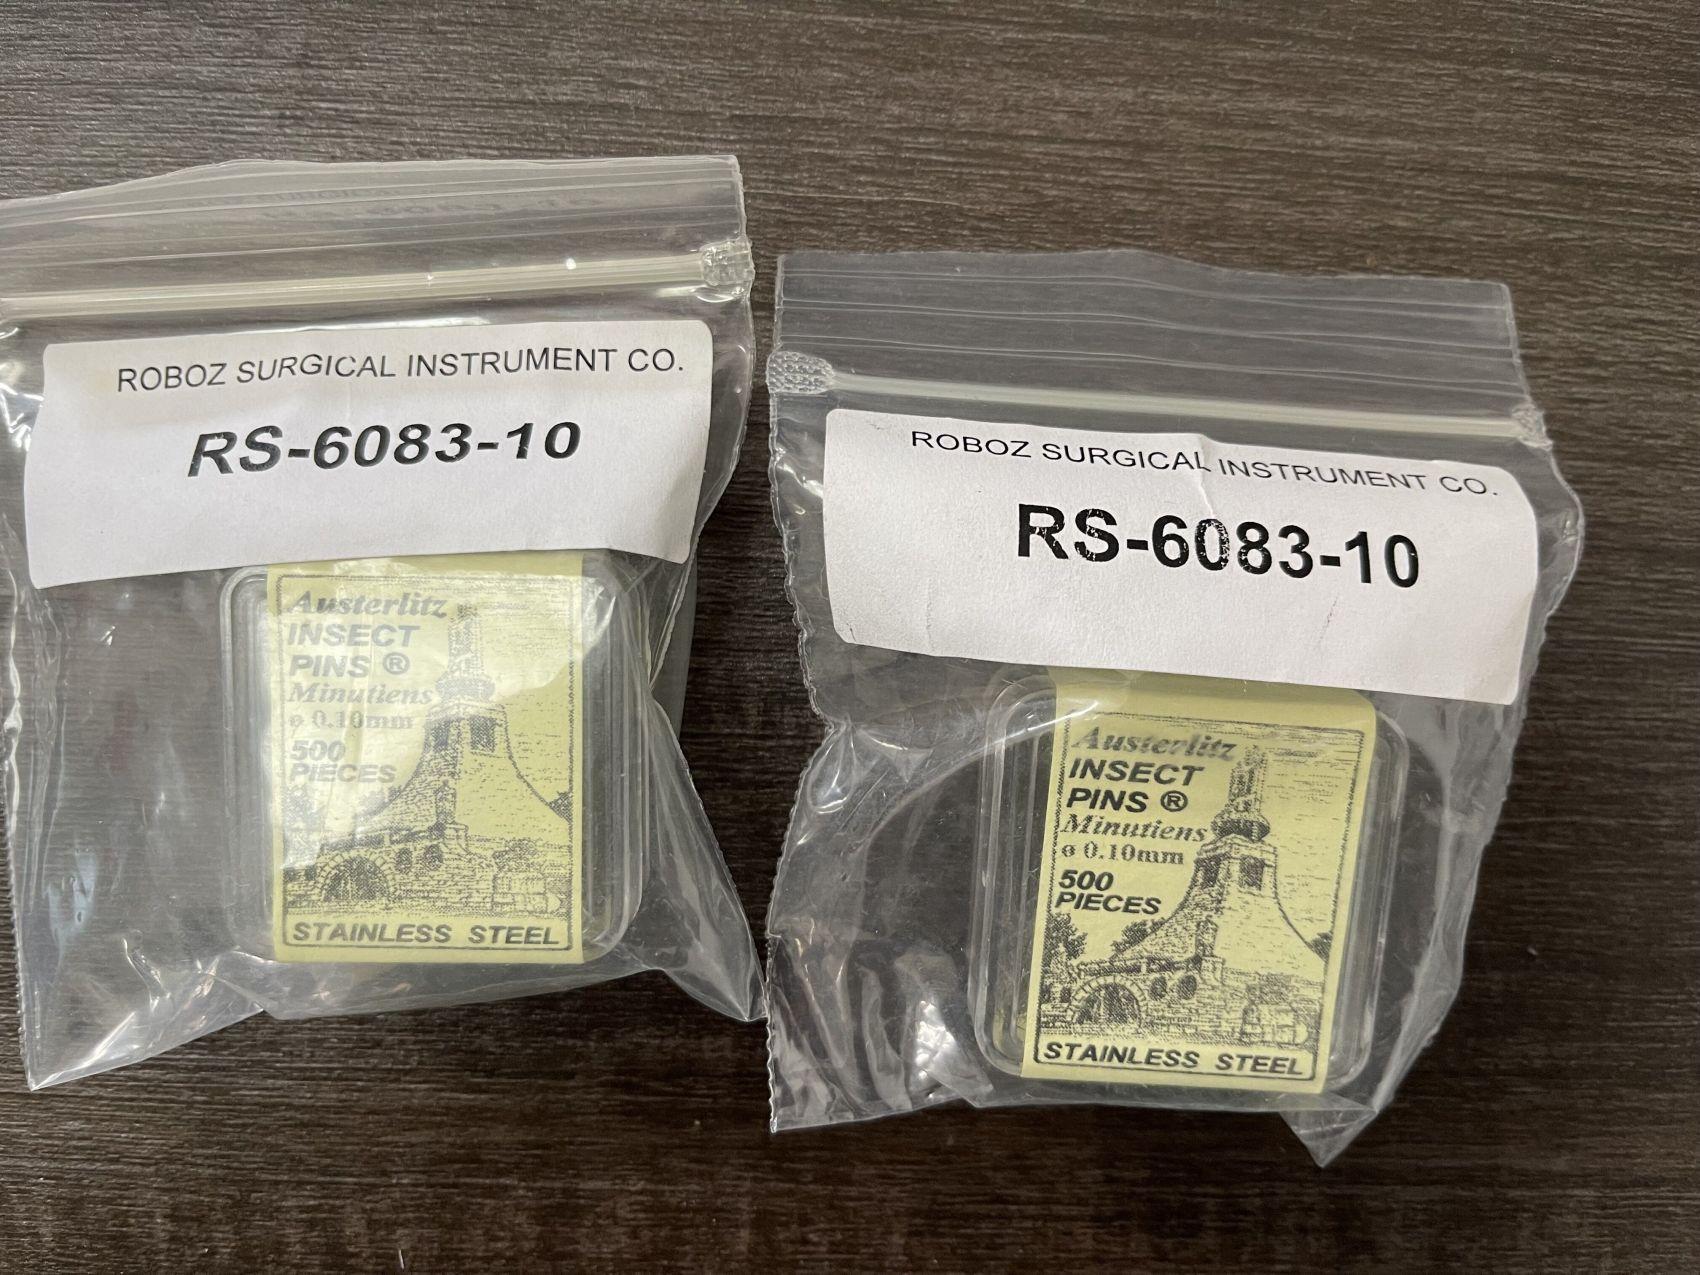 ROBOZ SURGICAL INSTRUMENT CO.
RS-6083-10
Austerlitz
INSECT
PINS ®
Minutiens
ø 0.10mm
500
PIECES
STAINLESS STEEL
ROBOZ SURGICAL INSTRUMENT CO.
RS-6083-10
Austerlitz
INSECT
PINS ®
Minutiens
ø 0.10mm
500
PIECES
STAINLESS STEEL